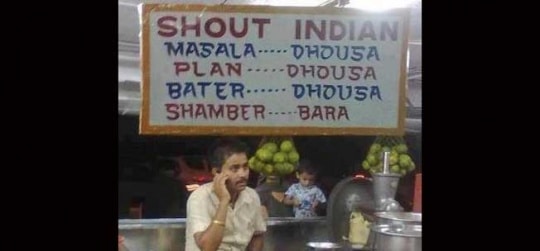 SHOUT INDIAN
MASALA----- DHOUSA
PLAN ------DHOUSA
BATER------ DHOUSA
SHAMBER-----BARA